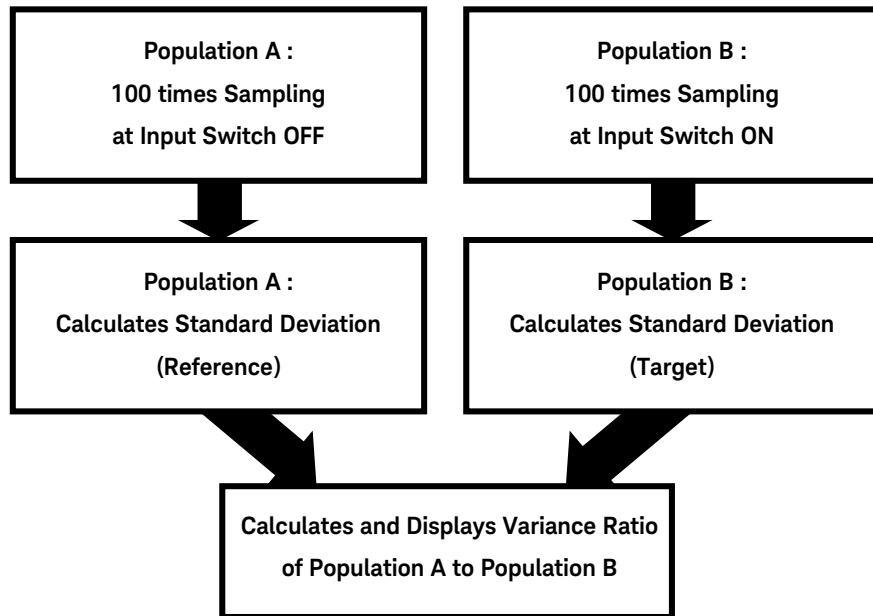 Population A :
100 times Sampling
at Input Switch OFF
Population B :
100 times Sampling
at Input Switch ON
Population A :
Calculates Standard Deviation
(Reference)
Population B :
Calculates Standard Deviation
(Target)
Calculates and Displays Variance Ratio
of Population A to Population B